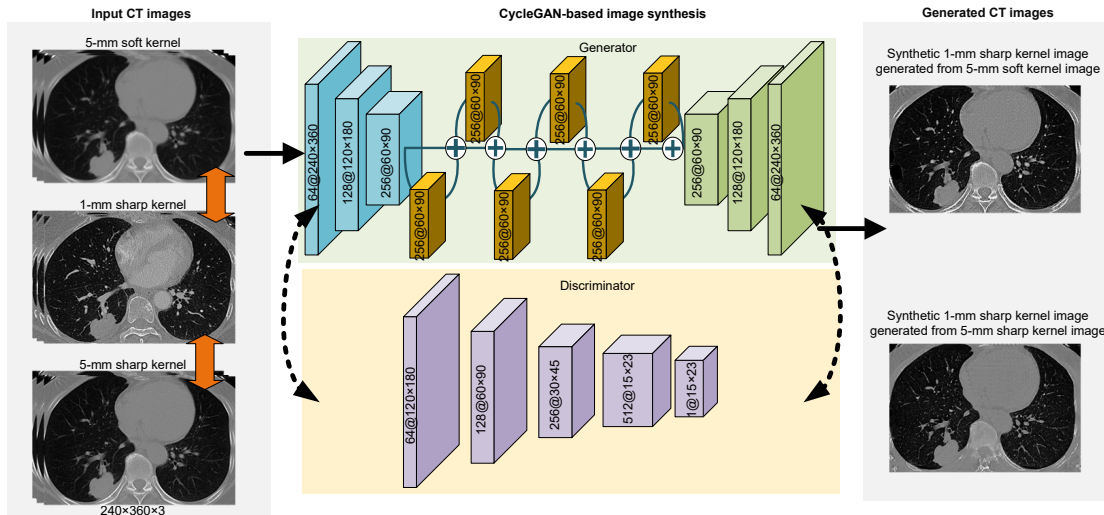 Input CT images
CycleGAN-based image synthesis
Generated CT images
5-mm soft kernel
1-mm sharp kernel
5-mm sharp kernel
240×360×3
Generator
64@240×360
128@120×180
256@60×90
256@60×90
256@60×90
256@60×90
256@60×90
256@60×90
256@60×90
256@60×90
128@120×180
64@240×360
Discriminator
64@120×180
128@60×90
256@30×45
512@15×23
1@15×23
Synthetic 1-mm sharp kernel image
generated from 5-mm soft kernel image
Synthetic 1-mm sharp kernel image
generated from 5-mm sharp kernel image